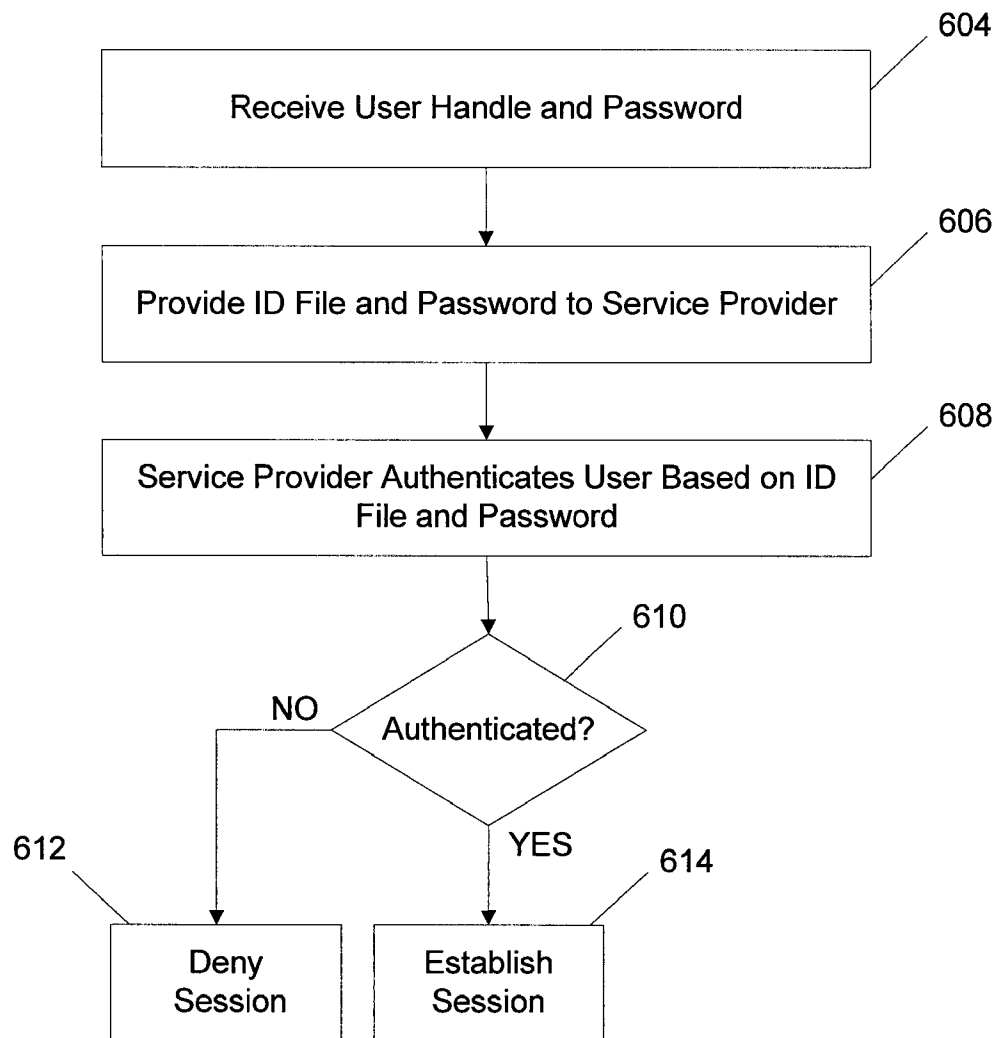 604
Receive User Handle and Password
606
Provide ID File and Password to Service Provider
608
Service Provider Authenticates User Based on ID
File and Password
610
Authenticated?
NO
YES
612
614
Deny
Session
Establish
Session